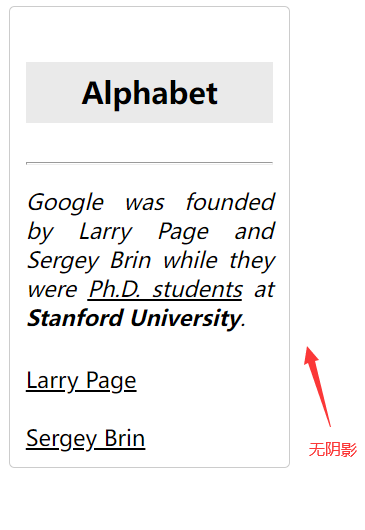 Alphabet
Google was founded
by Larry Page and
Sergey Brin while they
were Ph.D. students at
Stanford University.
Larry Page
Sergey Brin
无阴影